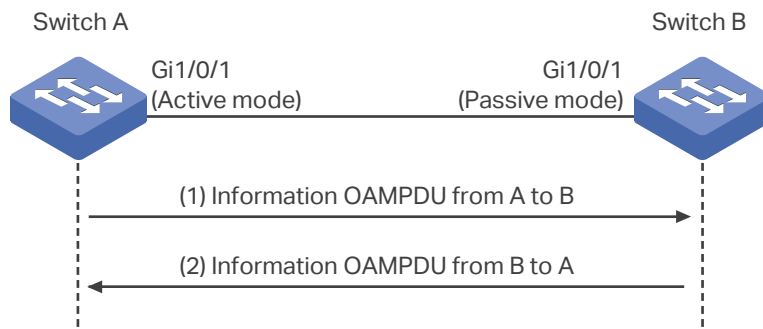 Switch A
Switch B
Gi1/0/1
(Active mode)
Gi1/0/1
(Passive mode)
(1) Information OAMPDU from A to B
(2) Information OAMPDU from B to A